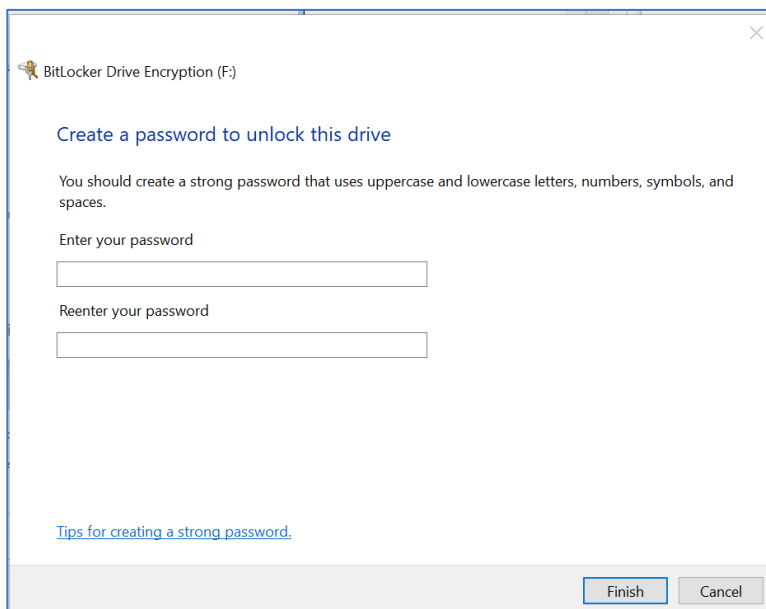 BitLocker Drive Encryption (F:)
Create a password to unlock this drive
You should create a strong password that uses uppercase and lowercase letters, numbers, symbols, and
spaces.
Enter your password
Reenter your password
Tips for creating a strong password.
Finish
Cancel